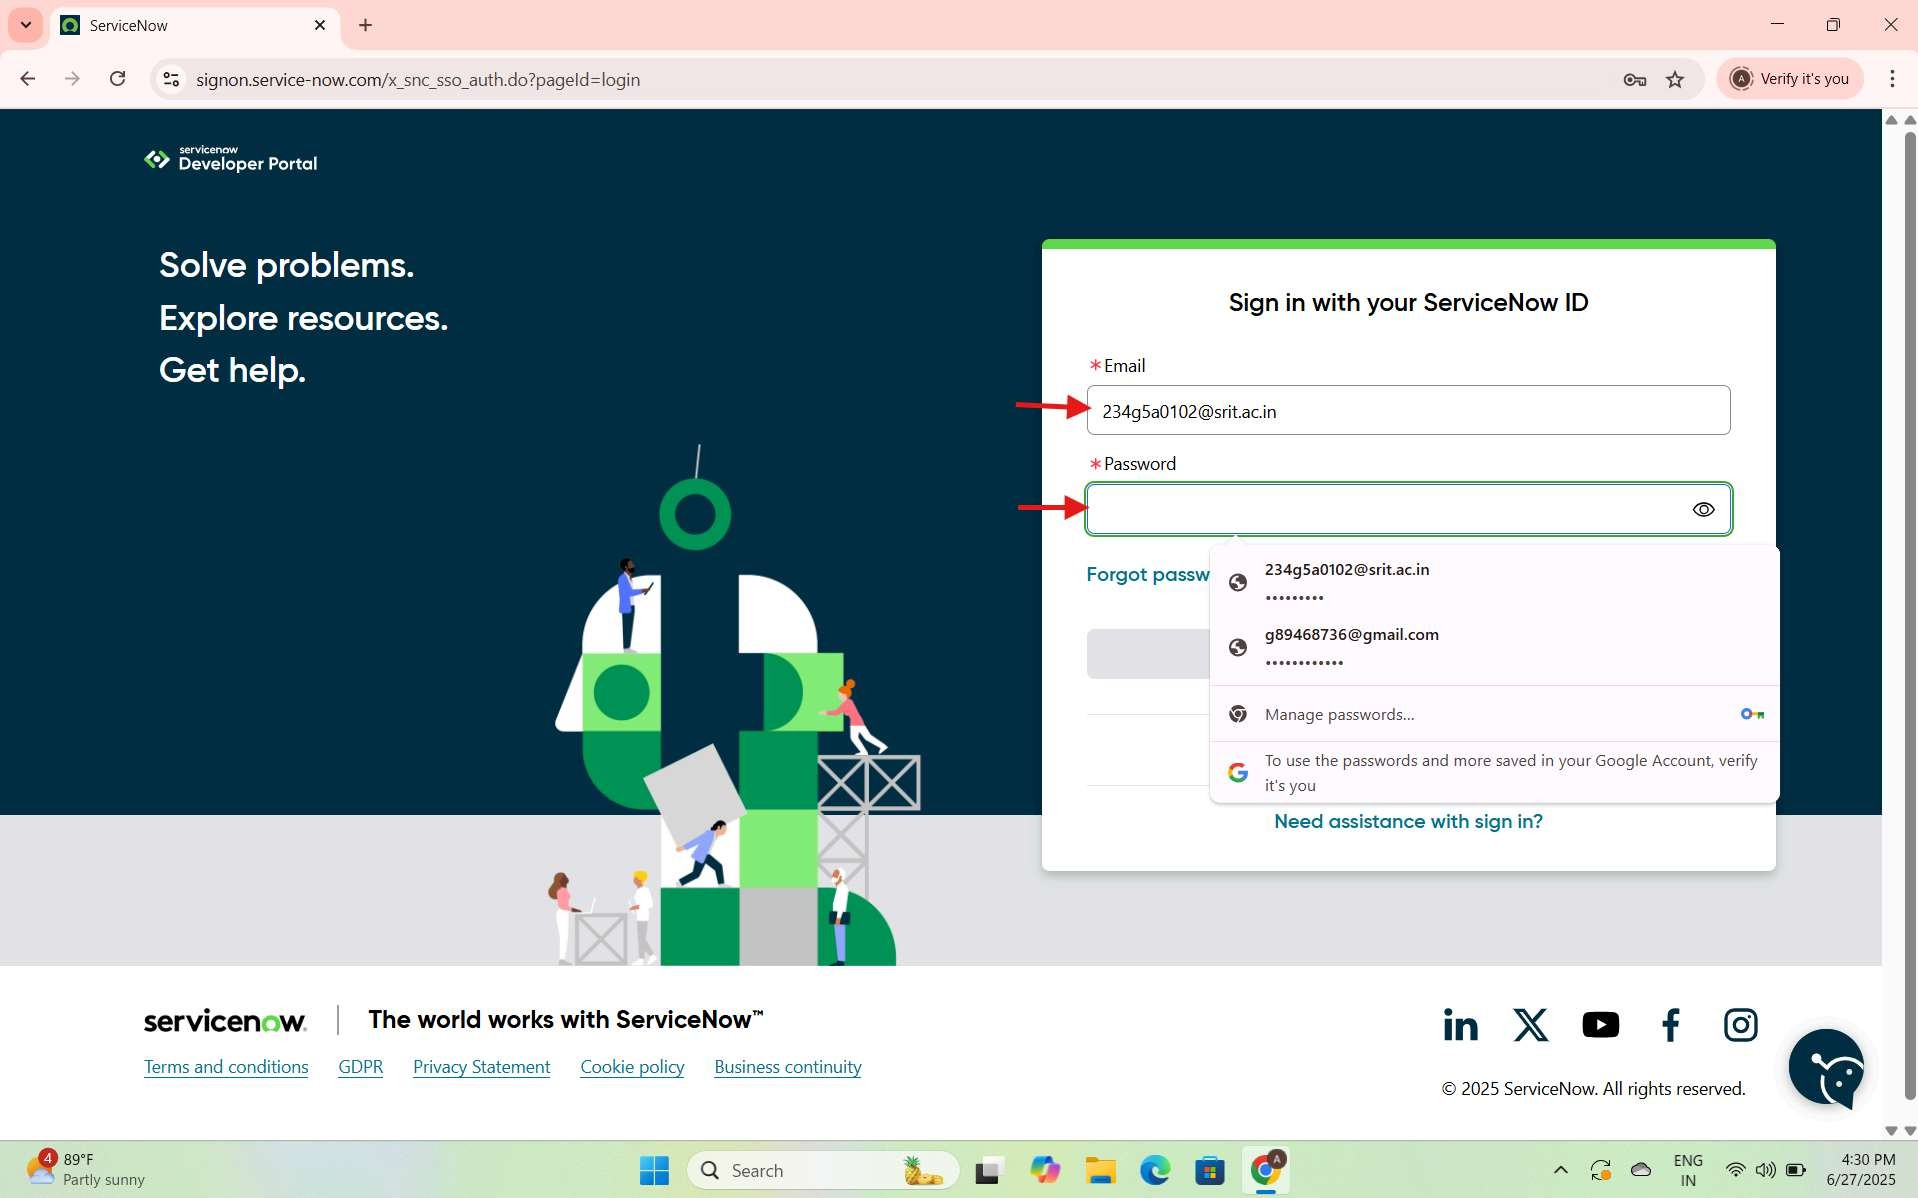 ServiceNow
signon.service-now.com/x_snc_sso_auth.do?pageId=login
A
Verify it's you
servicenow
Developer Portal
Solve problems.
Explore resources.
Get help.
Sign in with your ServiceNow ID
*Email
234g5a0102@srit.ac.in
*Password
Forgot passw
234g5a0102@srit.ac.in
•••••••••
g89468736@gmail.com
••••••••••••
Manage passwords...
To use the passwords and more saved in your Google Account, verify
it's you
Need assistance with sign in?
servicenow.
The world works with ServiceNow™
Terms and conditions
GDPR
Privacy Statement
Cookie policy
Business continuity
© 2025 ServiceNow. All rights reserved.
4
89°F
Partly sunny
Search
A
ENG
IN
4:30 PM
6/27/2025